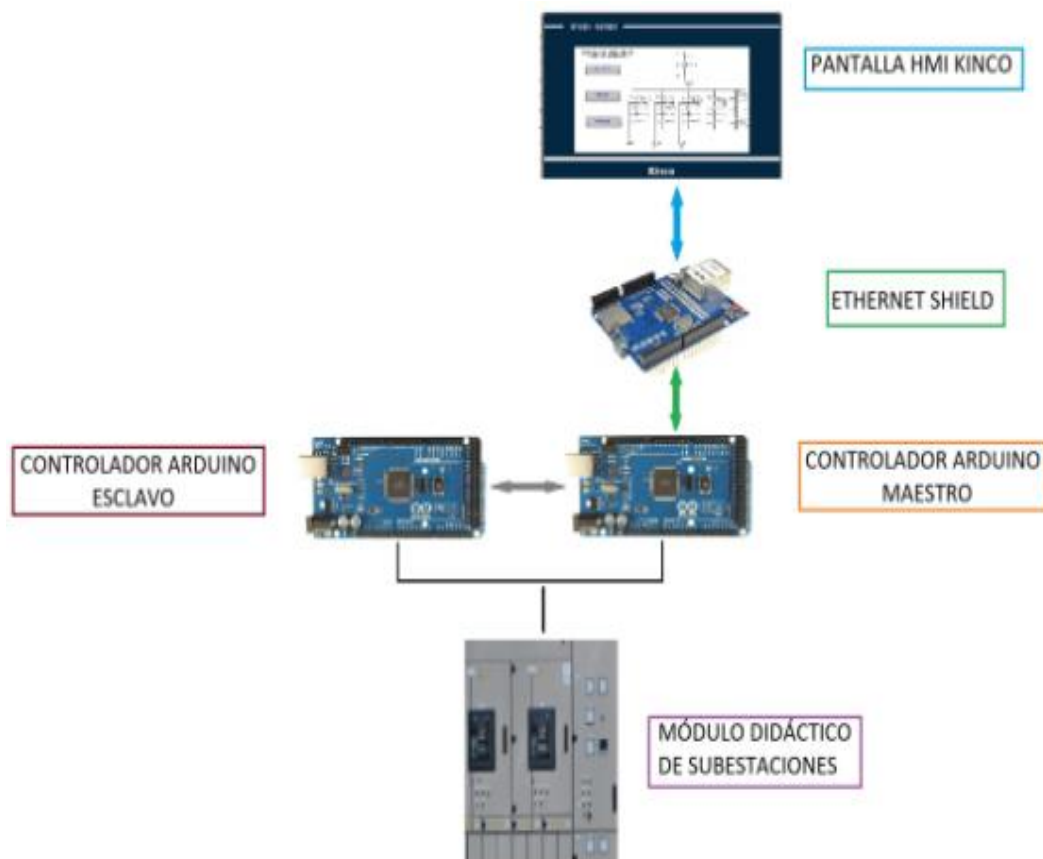 PANTALLA HMI KINCO
Kinco
ETHERNET SHIELD
CONTROLADOR ARDUINO
ESCLAVO
CONTROLADOR ARDUINO
MAESTRO
MÓDULO DIDÁCTICO
DE SUBESTACIONES